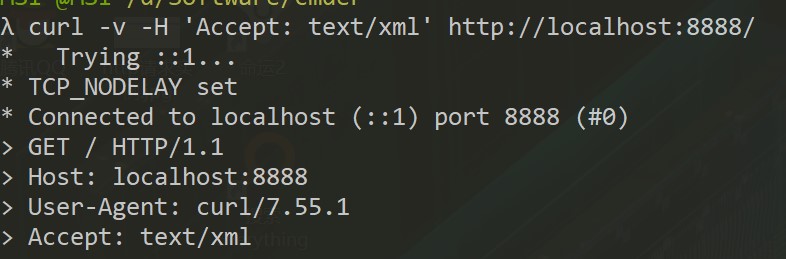 MSI @MSI /d/Software/cmder
λ curl -v -H 'Accept: text/xml' http://localhost:8888/
*   Trying ::1...
* TCP_NODELAY set
* Connected to localhost (::1) port 8888 (#0)
> GET / HTTP/1.1
> Host: localhost:8888
> User-Agent: curl/7.55.1
> Accept: text/xml